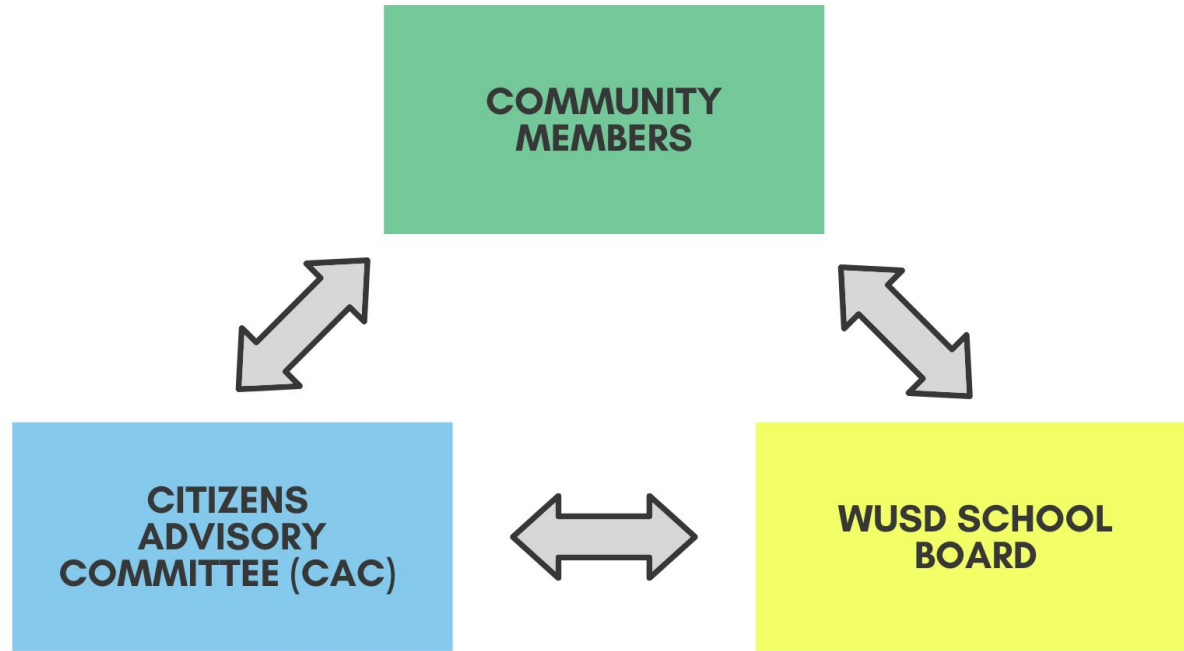 COMMUNITY
MEMBERS
CITIZENS
ADVISORY
COMMITTEE (CAC)
WUSD SCHOOL
BOARD